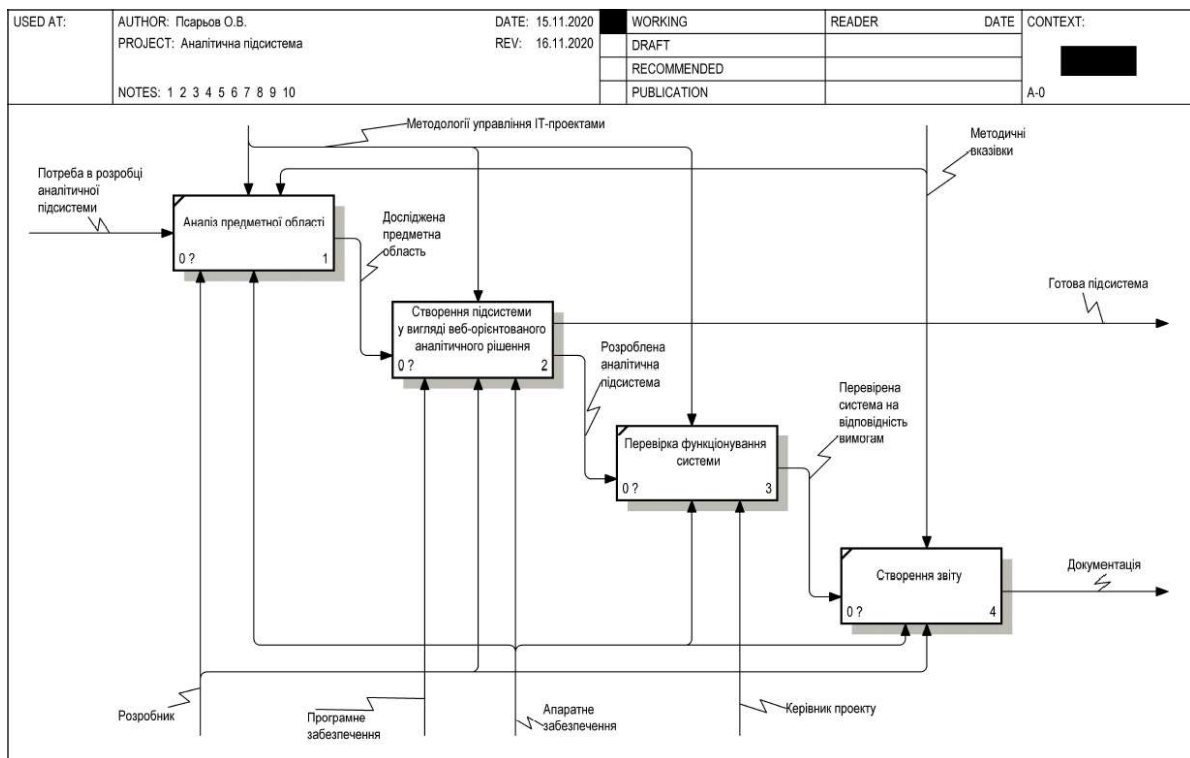 USED AT:
AUTHOR: Псарьов О.В.
DATE: 15.11.2020
PROJECT: Аналітична підсистема
REV: 16.11.2020
NOTES: 1 2 3 4 5 6 7 8 9 10
WORKING
DRAFT
RECOMMENDED
PUBLICATION
READER
DATE
CONTEXT:
A-0
Методології управління ІТ-проектами
Методичні
вказівки
Потреба в розробці
аналітичної
підсистеми
Аналіз предметної області
0 ?
1
Досліджена
предметна
область
Готова підсистема
Створення підсистеми
у вигляді веб-орієнтованого
аналітичного рішення
0 ?
2
Розроблена
аналітична
підсистема
Перевірена
система на
відповідність
вимогам
Перевірка функціонування
системи
0 ?
3
Створення звіту
0 ?
4
Документація
Розробник
Програмне
забезпечення
Апаратне
забезпечення
Керівник проекту